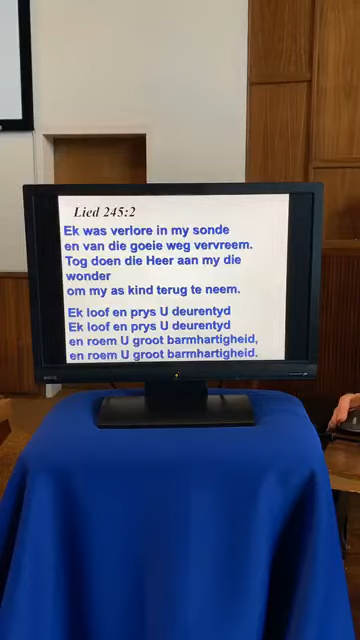 Lied 245:2
Ek was verlore in my sonde
en van die goeie weg vervreem.
Tog doen die Heer aan my die
wonder
om my as kind terug te neem.
Ek loof en prys U deurentyd
Ek loof en prys U deurentyd
en roem U groot barmhartigheid,
en roem U groot barmhartigheid.
BenQ